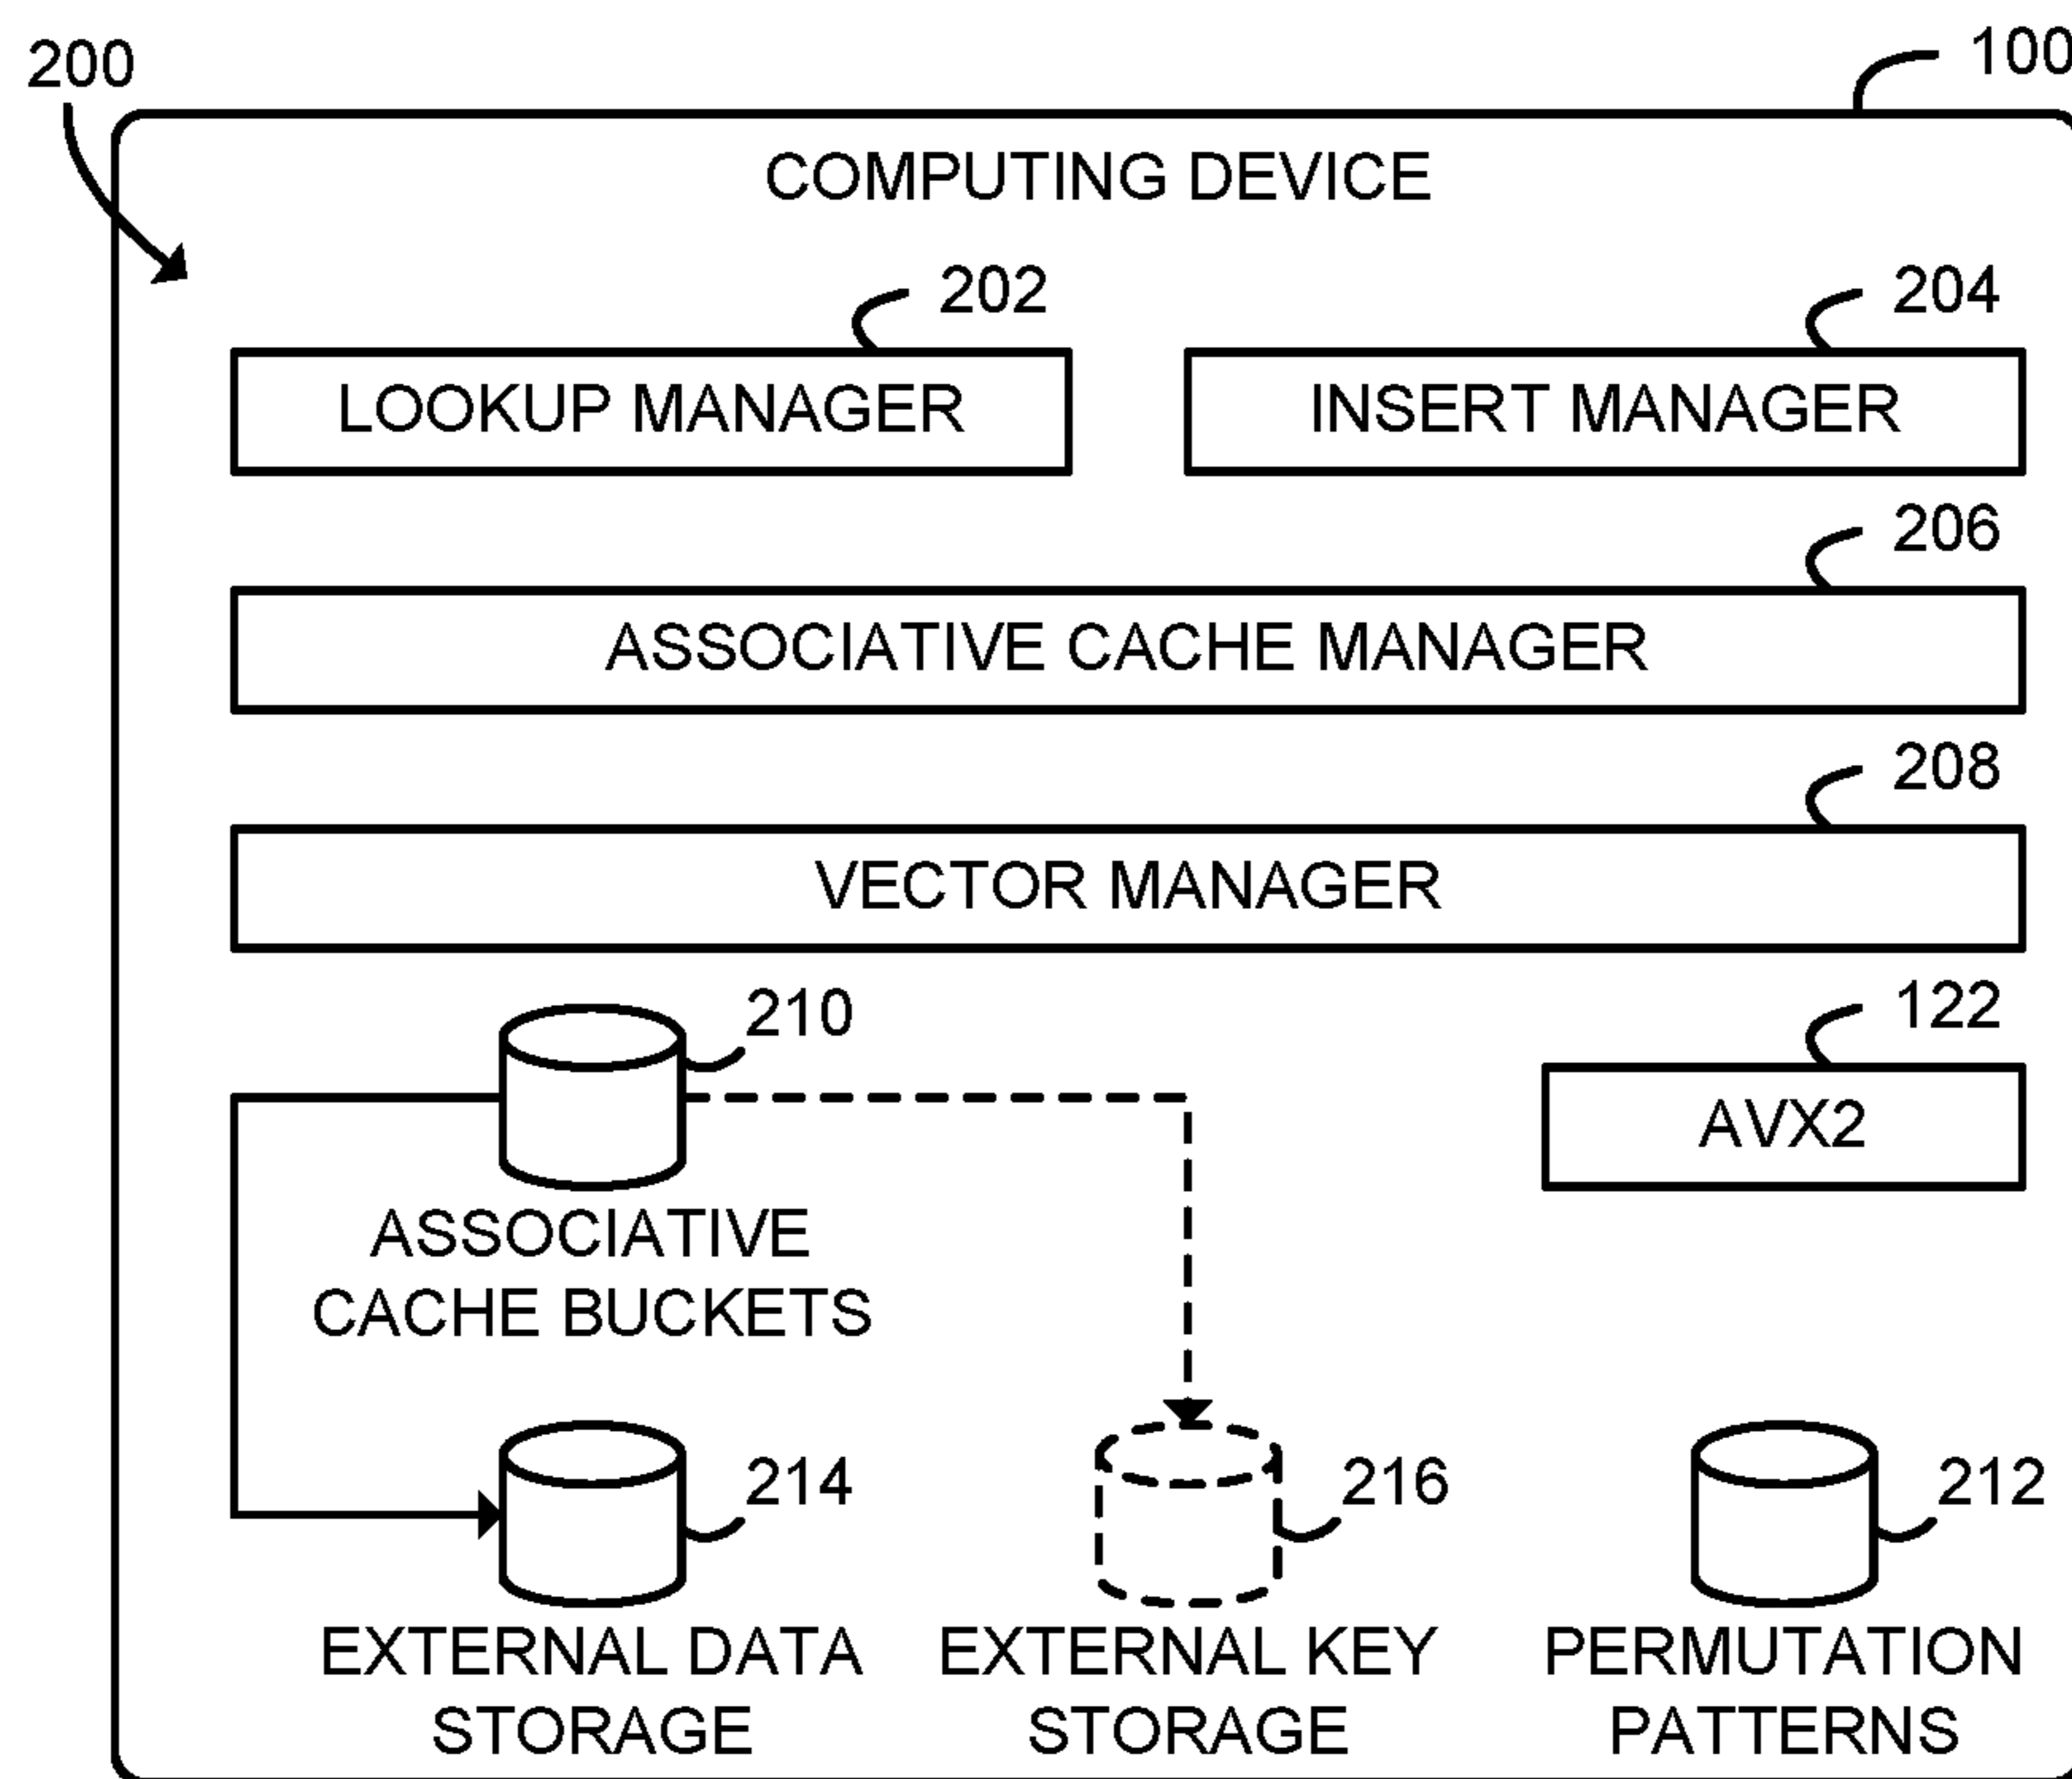 200
100
COMPUTING DEVICE
202
204
LOOKUP MANAGER
INSERT MANAGER
206
ASSOCIATIVE CACHE MANAGER
208
VECTOR MANAGER
210
122
AVX2
ASSOCIATIVE
CACHE BUCKETS
214
216
212
EXTERNAL DATA
STORAGE
EXTERNAL KEY
STORAGE
PERMUTATION
PATTERNS